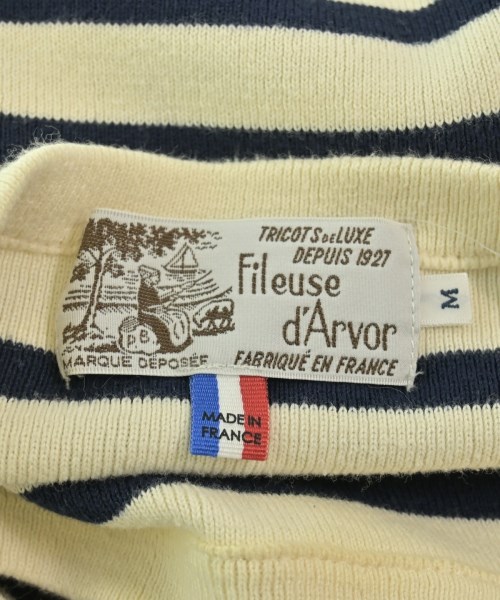 TRICOTS DE LUXE
DEPUIS 1927
Fileuse
d'Arvor
FABRIQUÉ EN FRANCE
P.B.
MARQUE DÉPOSÉE
M
MADE IN
FRANCE